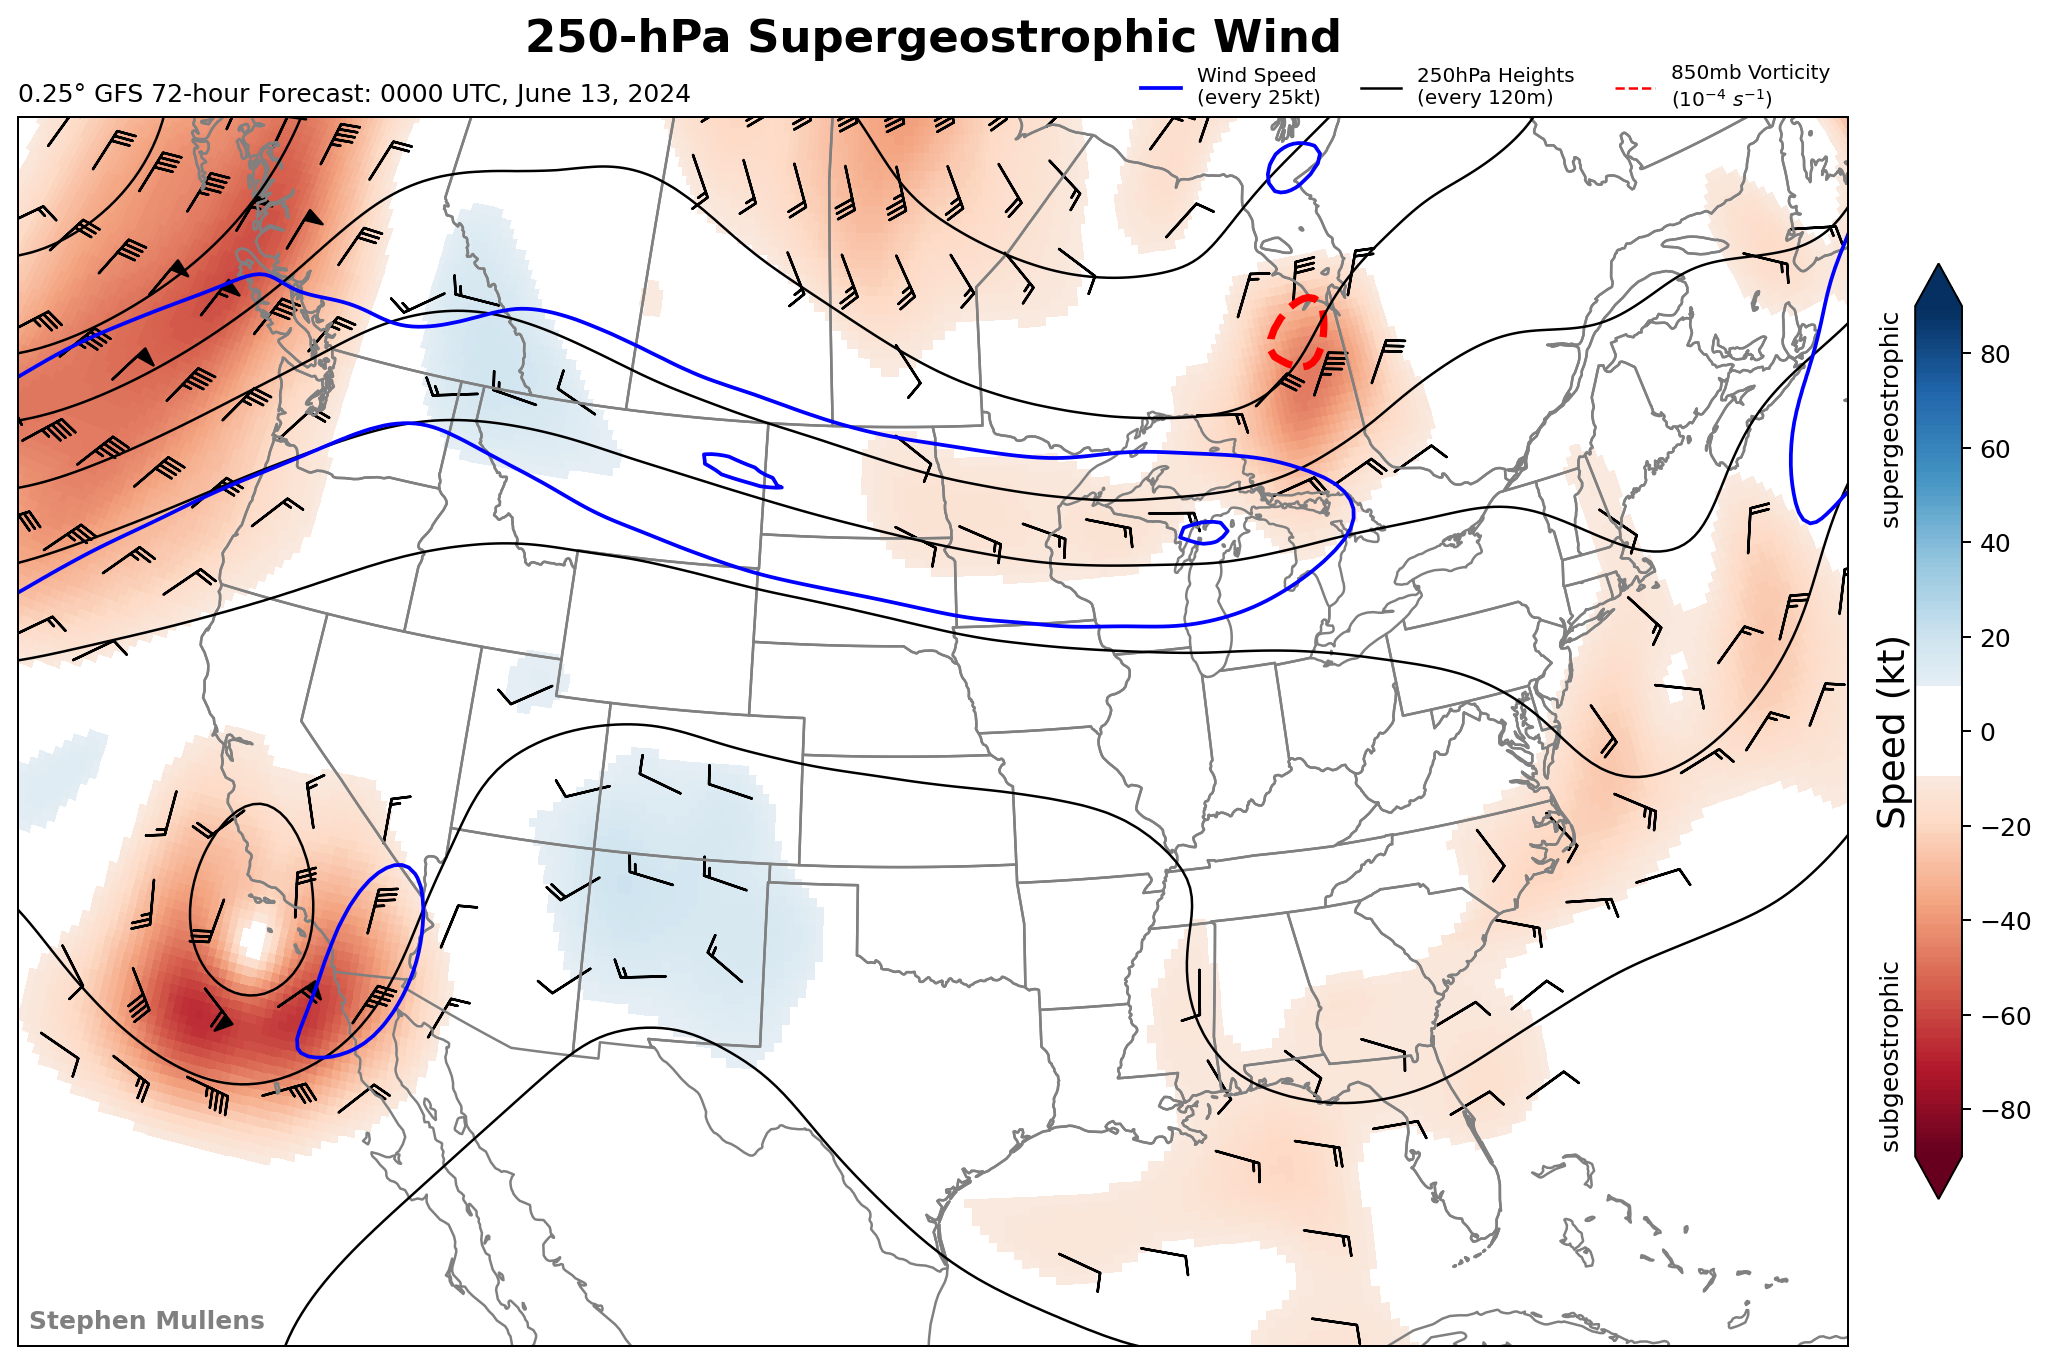 250-hPa Supergeostrophic Wind
0.25° GFS 72-hour Forecast: 0000 UTC, June 13, 2024
Wind Speed
(every 25kt)
250hPa Heights
(every 120m)
850mb Vorticity
(10⁻⁴ s⁻¹)
supergeostrophic
subgeostrophic
Speed (kt)
80
60
40
20
0
−20
−40
−60
−80
Stephen Mullens